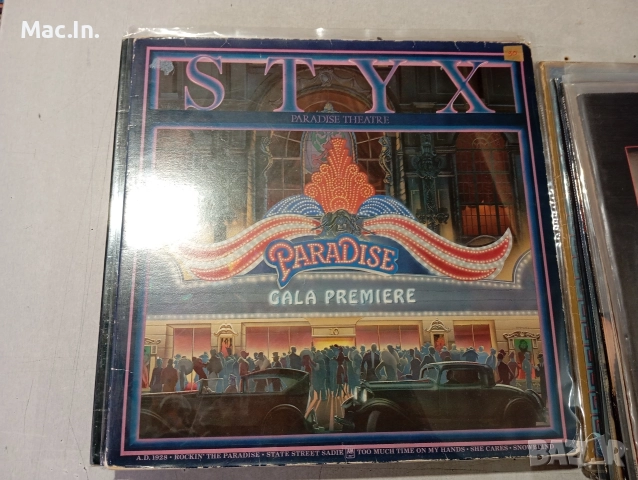 Mac.In.
STYX
PARADISE THEATRE
PARADISE
GALA PREMIERE
A.D. 1928 • ROCKIN' THE PARADISE • STATE STREET SADIE TOO MUCH TIME ON MY HANDS • SHE CARES • SNOWBLIND
BAZAR